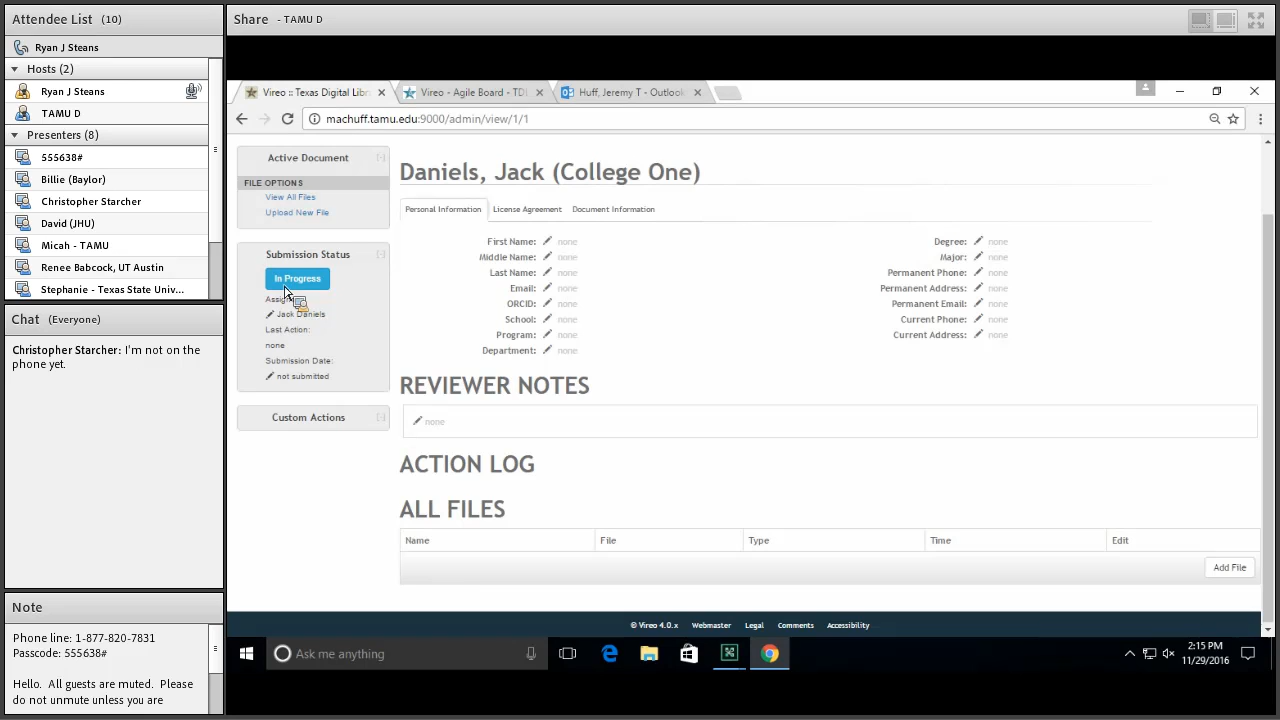 Attendee List (10)
Ryan J Steans
Hosts (2)
Ryan J Steans
TAMU D
Presenters (8)
555638#
Billie (Baylor)
Christopher Starcher
David (JHU)
Micah - TAMU
Renee Babcock, UT Austin
Stephanie - Texas State Univ...
Chat (Everyone)
Christopher Starcher: I'm not on the
phone yet.
Note
Phone line: 1-877-820-7831
Passcode: 555638#
Hello. All guests are muted. Please
do not unmute unless you are
Share - TAMU D
Vireo :: Texas Digital Libr
Vireo - Agile Board - TDL
Huff, Jeremy T - Outlook
machuff.tamu.edu:9000/admin/view/1/1
Active Document
FILE OPTIONS
View All Files
Upload New File
Submission Status
In Progress
Jack Daniels
Last Action:
none
Submission Date:
not submitted
Custom Actions
Daniels, Jack (College One)
Personal Information License Agreement Document Information
First Name: none
Middle Name: none
Last Name: none
Email: none
ORCID: none
School: none
Program: none
Department: none
Degree: none
Major: none
Permanent Phone: none
Permanent Address: none
Permanent Email: none
Current Phone: none
Current Address: none
REVIEWER NOTES
none
ACTION LOG
ALL FILES
Name File Type Time Edit
Add File
© Vireo 4.0.x Webmaster Legal Comments Accessibility
Ask me anything
2:15 PM
11/29/2016